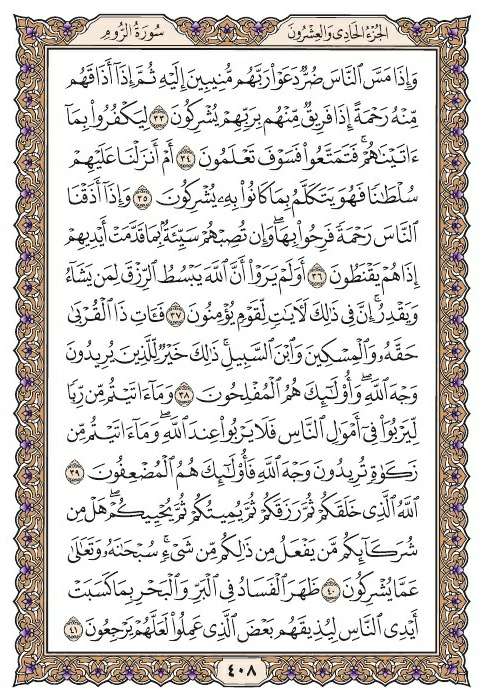 الجزء الحادى والعشرون
سورة الروم
وَإِذَا مَسَّ ٱلنَّاسَ ضُرٌّ دَعَوْا۟ رَبَّهُم مُّنِيبِينَ إِلَيْهِ ثُمَّ إِذَآ أَذَاقَهُم
مِّنْهُ رَحْمَةً إِذَا فَرِيقٌ مِّنْهُم بِرَبِّهِمْ يُشْرِكُونَ ٣٣ لِيَكْفُرُوا۟ بِمَآ
ءَاتَيْنَٰهُمْ ۚ فَتَمَتَّعُوا۟ فَسَوْفَ تَعْلَمُونَ ٣٤ أَمْ أَنزَلْنَا عَلَيْهِمْ
سُلْطَٰنًا فَهُوَ يَتَكَلَّمُ بِمَا كَانُوا۟ بِهِۦ يُشْرِكُونَ ٣٥ وَإِذَآ أَذَقْنَا
ٱلنَّاسَ رَحْمَةً فَرِحُوا۟ بِهَا ۖ وَإِن تُصِبْهُمْ سَيِّئَةٌۢ بِمَا قَدَّمَتْ أَيْدِيهِمْ
إِذَا هُمْ يَقْنَطُونَ ٣٦ أَوَلَمْ يَرَوْا۟ أَنَّ ٱللَّهَ يَبْسُطُ ٱلرِّزْقَ لِمَن يَشَآءُ
وَيَقْدِرُ ۚ إِنَّ فِى ذَٰلِكَ لَءَايَٰتٍ لِّقَوْمٍ يُؤْمِنُونَ ٣٧ فَـَٔاتِ ذَا ٱلْقُرْبَىٰ
حَقَّهُۥ وَٱلْمِسْكِينَ وَٱبْنَ ٱلسَّبِيلِ ۚ ذَٰلِكَ خَيْرٌ لِّلَّذِينَ يُرِيدُونَ
وَجْهَ ٱللَّهِ ۖ وَأُو۟لَٰٓئِكَ هُمُ ٱلْمُفْلِحُونَ ٣٨ وَمَآ ءَاتَيْتُم مِّن رِّبًا
لِّيَرْبُوَا۟ فِىٓ أَمْوَٰلِ ٱلنَّاسِ فَلَا يَرْبُوا۟ عِندَ ٱللَّهِ ۖ وَمَآ ءَاتَيْتُم مِّن
زَكَوٰةٍ تُرِيدُونَ وَجْهَ ٱللَّهِ فَأُو۟لَٰٓئِكَ هُمُ ٱلْمُضْعِفُونَ ٣٩
ٱللَّهُ ٱلَّذِى خَلَقَكُمْ ثُمَّ رَزَقَكُمْ ثُمَّ يُمِيتُكُمْ ثُمَّ يُحْيِيكُمْ ۖ هَلْ مِن
شُرَكَآئِكُم مَّن يَفْعَلُ مِن ذَٰلِكُم مِّن شَىْءٍ ۚ سُبْحَٰنَهُۥ وَتَعَٰلَىٰ
عَمَّا يُشْرِكُونَ ٤٠ ظَهَرَ ٱلْفَسَادُ فِى ٱلْبَرِّ وَٱلْبَحْرِ بِمَا كَسَبَتْ
أَيْدِى ٱلنَّاسِ لِيُذِيقَهُم بَعْضَ ٱلَّذِى عَمِلُوا۟ لَعَلَّهُمْ يَرْجِعُونَ ٤١
٤٠٨